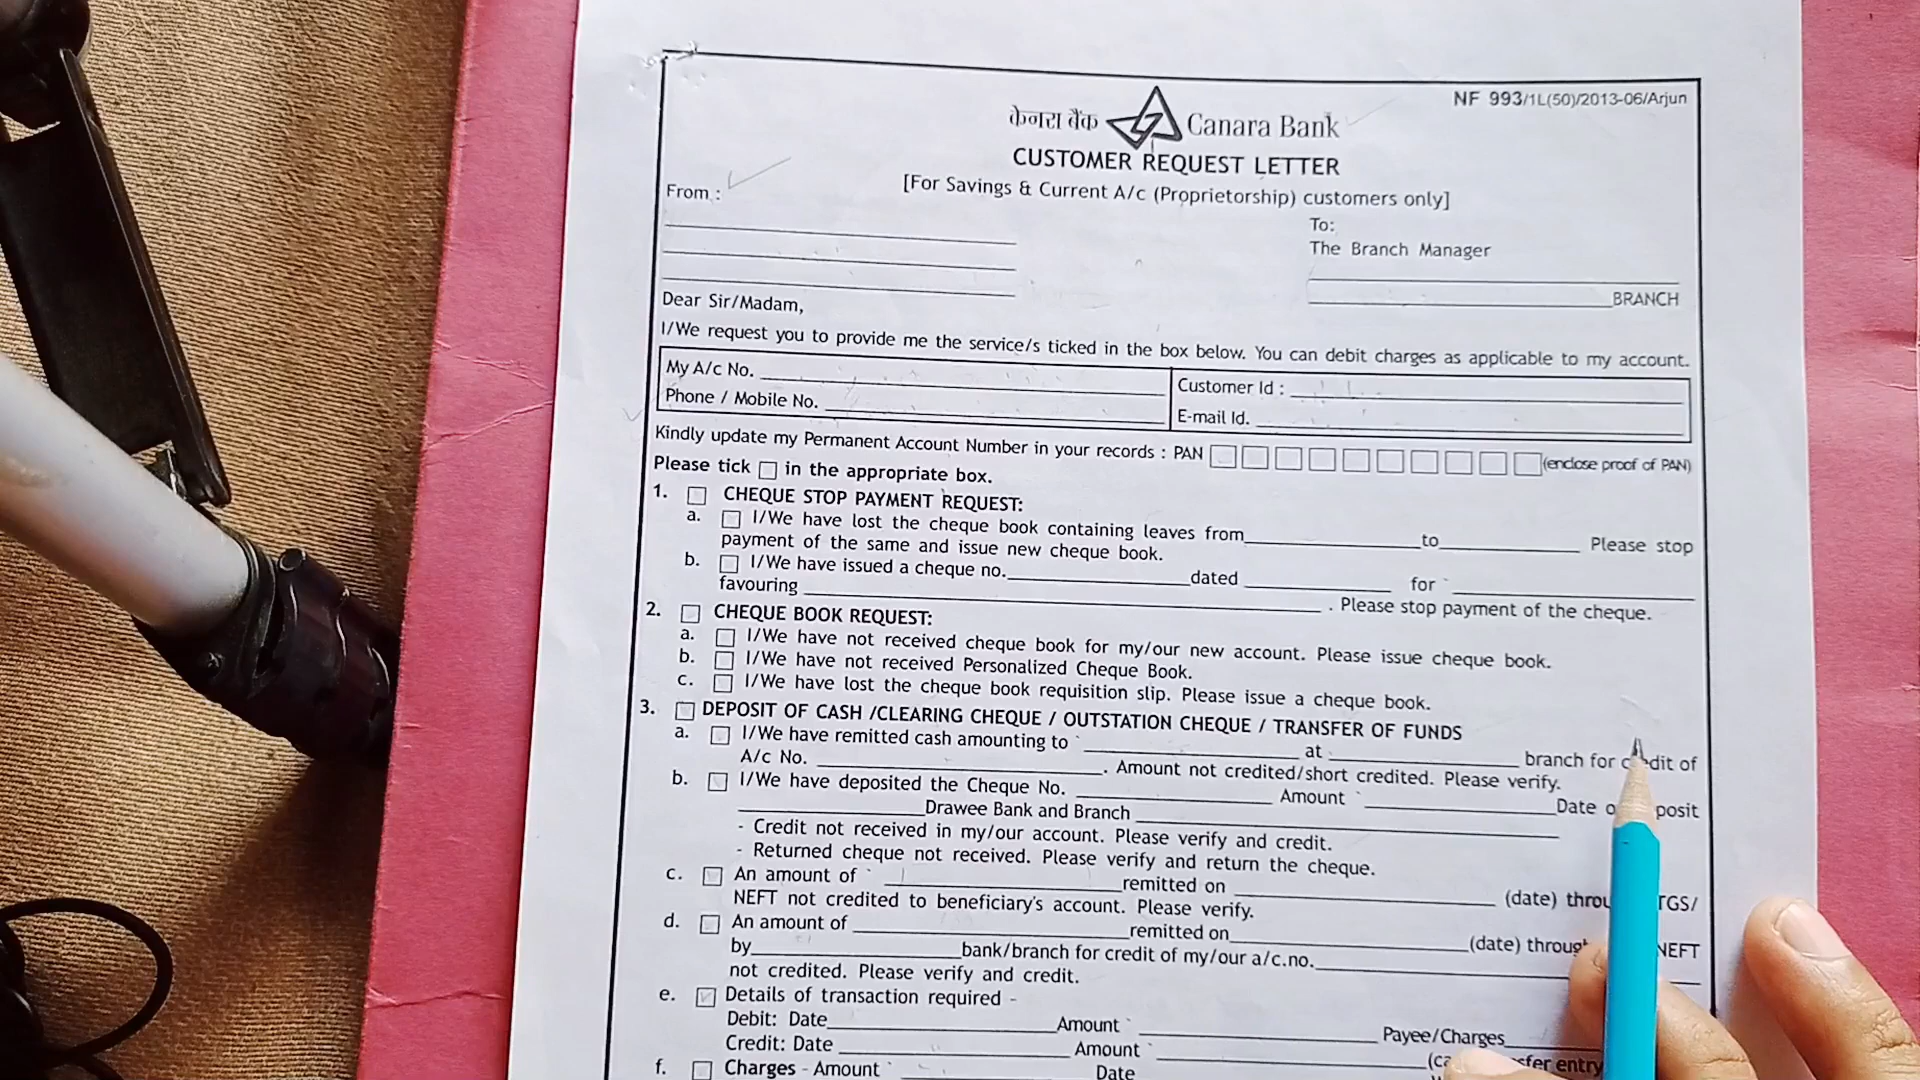 NF 993/1L(50)/2013-06/Arjun
केनरा बैंक Canara Bank
CUSTOMER REQUEST LETTER
[For Savings & Current A/c (Proprietorship) customers only]
From :
To:
The Branch Manager
BRANCH
Dear Sir/Madam,
I/We request you to provide me the service/s ticked in the box below. You can debit charges as applicable to my account.
My A/c No.
Customer Id :
Phone / Mobile No.
E-mail Id.
Kindly update my Permanent Account Number in your records : PAN (enclose proof of PAN)
Please tick in the appropriate box.
1. CHEQUE STOP PAYMENT REQUEST:
a. I/We have lost the cheque book containing leaves from to Please stop
payment of the same and issue new cheque book.
b. I/We have issued a cheque no. dated for `
favouring . Please stop payment of the cheque.
2. CHEQUE BOOK REQUEST:
a. I/We have not received cheque book for my/our new account. Please issue cheque book.
b. I/We have not received Personalized Cheque Book.
c. I/We have lost the cheque book requisition slip. Please issue a cheque book.
3. DEPOSIT OF CASH /CLEARING CHEQUE / OUTSTATION CHEQUE / TRANSFER OF FUNDS
a. I/We have remitted cash amounting to ` at branch for credit of
A/c No. . Amount not credited/short credited. Please verify.
b. I/We have deposited the Cheque No. Amount ` Date o posit
Drawee Bank and Branch
- Credit not received in my/our account. Please verify and credit.
- Returned cheque not received. Please verify and return the cheque.
c. An amount of ` remitted on (date) throu TGS/
NEFT not credited to beneficiary's account. Please verify.
d. An amount of remitted on (date) through NEFT
by bank/branch for credit of my/our a/c.no.
not credited. Please verify and credit.
e. Details of transaction required -
Debit: Date Amount ` Payee/Charges
Credit: Date Amount ` (ca sfer entry
f. Charges - Amount ` Date